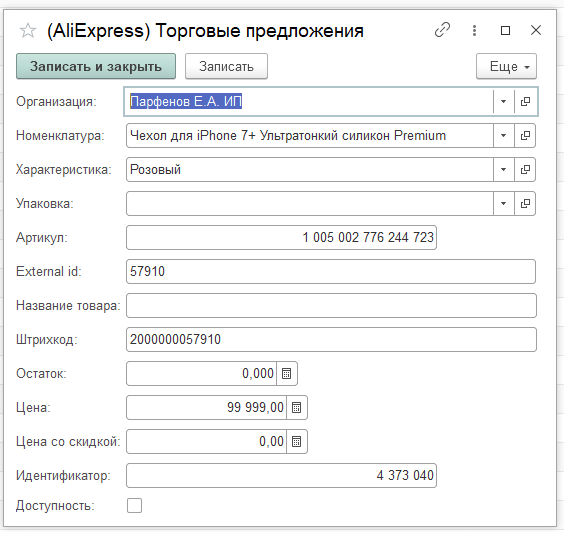 (AliExpress) Торговые предложения
Записать и закрыть Записать Еще
Организация: Парфенов Е.А. ИП
Номенклатура: Чехол для iPhone 7+ Ультратонкий силикон Premium
Характеристика: Розовый
Упаковка:
Артикул: 1 005 002 776 244 723
External id: 57910
Название товара:
Штрихкод: 2000000057910
Остаток: 0,000
Цена: 99 999,00
Цена со скидкой: 0,00
Идентификатор: 4 373 040
Доступность: